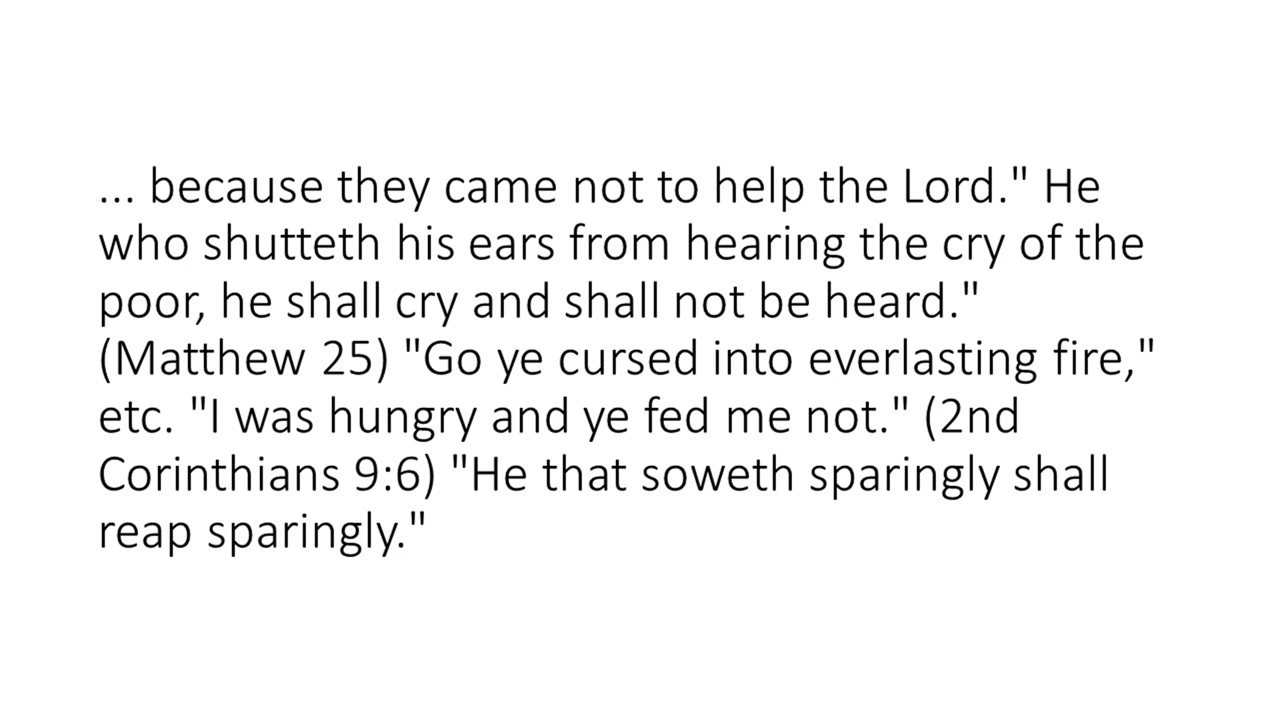 ... because they came not to help the Lord." He
who shutteth his ears from hearing the cry of the
poor, he shall cry and shall not be heard."
(Matthew 25) "Go ye cursed into everlasting fire,"
etc. "I was hungry and ye fed me not." (2nd
Corinthians 9:6) "He that soweth sparingly shall
reap sparingly."